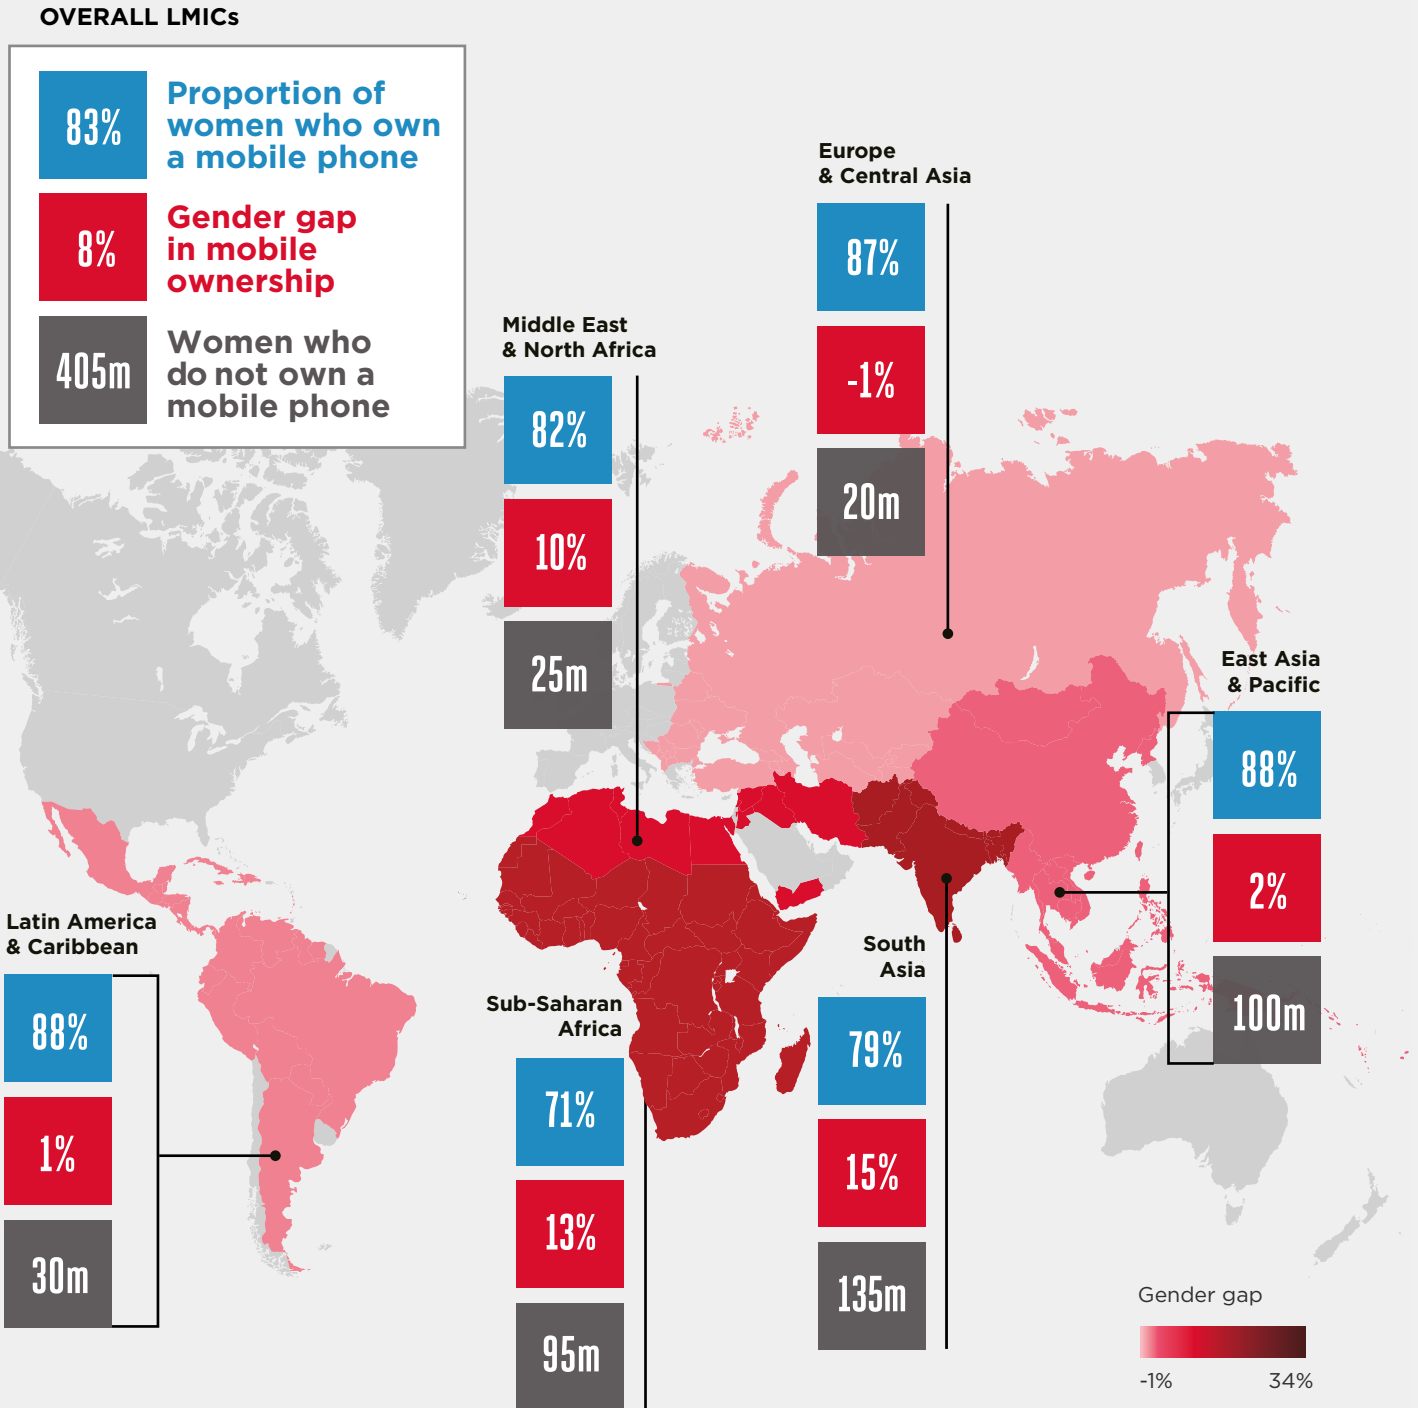 OVERALL LMICs
83%
Proportion of
women who own
a mobile phone
8%
Gender gap
in mobile
ownership
405m
Women who
do not own a
mobile phone
Europe
& Central Asia
87%
-1%
20m
Middle East
& North Africa
82%
10%
25m
East Asia
& Pacific
88%
2%
100m
Latin America
& Caribbean
88%
1%
30m
Sub-Saharan
Africa
71%
13%
95m
South
Asia
79%
15%
135m
Gender gap
-1%
34%